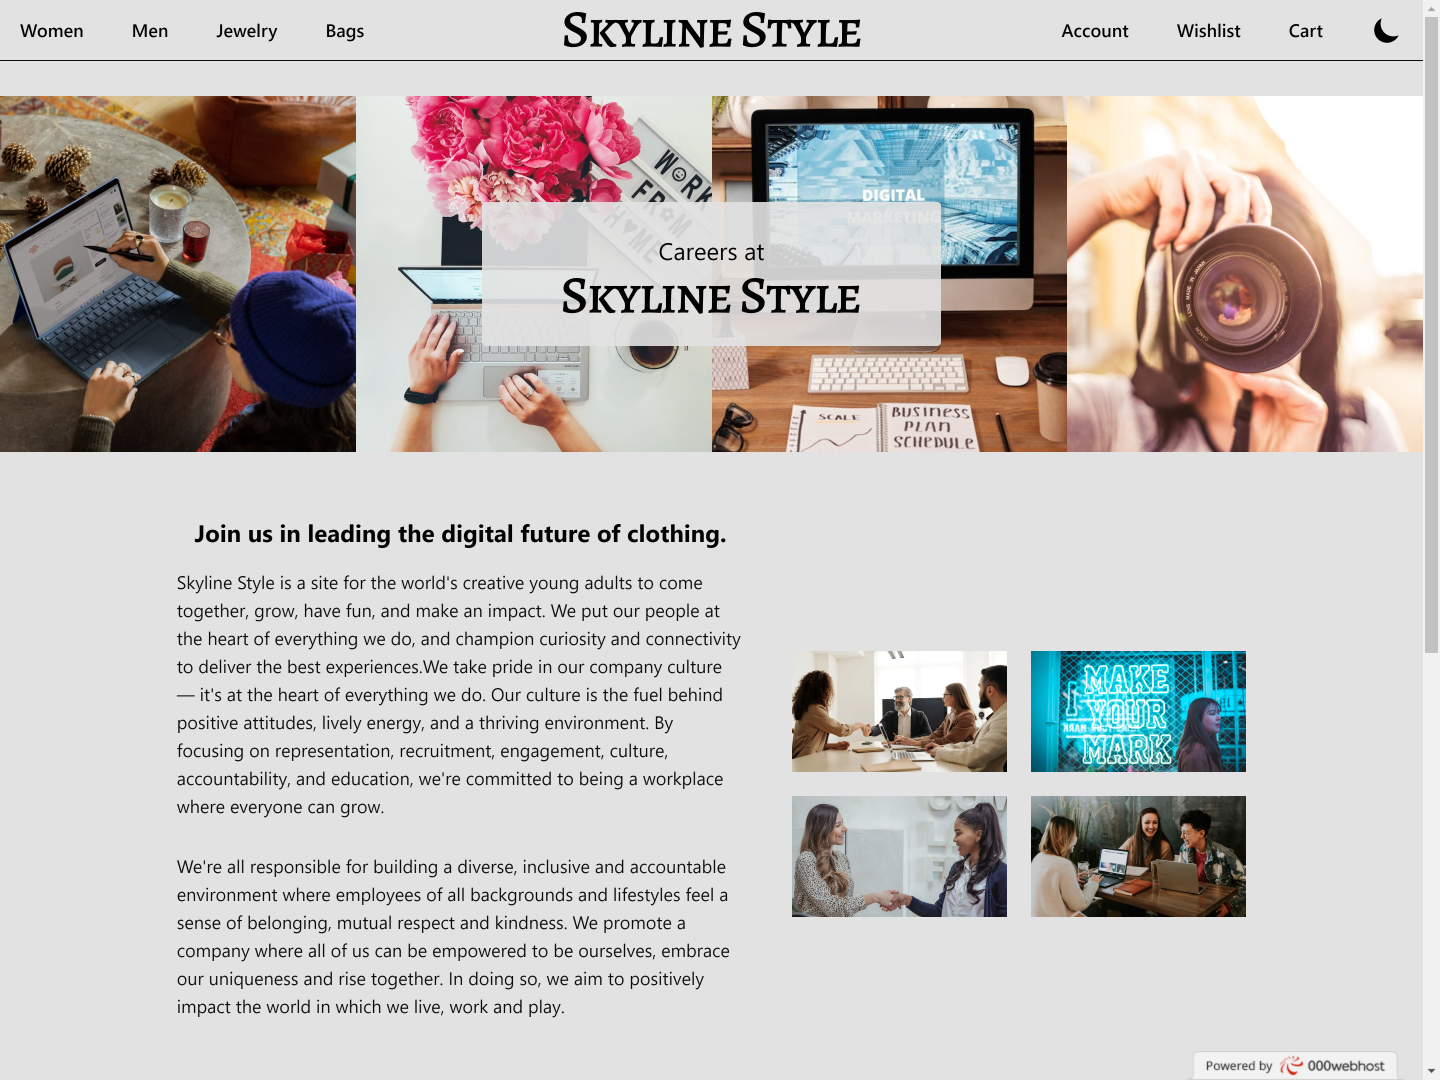 Women Men Jewelry Bags SKYLINE STYLE Account Wishlist Cart
WORK
FROM
HOME
DIGITAL
MARKETING
Careers at
SKYLINE STYLE
SCALE
BUSINESS
PLAN
SCHEDULE
Join us in leading the digital future of clothing.
Skyline Style is a site for the world's creative young adults to come
together, grow, have fun, and make an impact. We put our people at
the heart of everything we do, and champion curiosity and connectivity
to deliver the best experiences.We take pride in our company culture
— it's at the heart of everything we do. Our culture is the fuel behind
positive attitudes, lively energy, and a thriving environment. By
focusing on representation, recruitment, engagement, culture,
accountability, and education, we're committed to being a workplace
where everyone can grow.
We're all responsible for building a diverse, inclusive and accountable
environment where employees of all backgrounds and lifestyles feel a
sense of belonging, mutual respect and kindness. We promote a
company where all of us can be empowered to be ourselves, embrace
our uniqueness and rise together. In doing so, we aim to positively
impact the world in which we live, work and play.
MAKE
YOUR
MARK
Powered by 000webhost